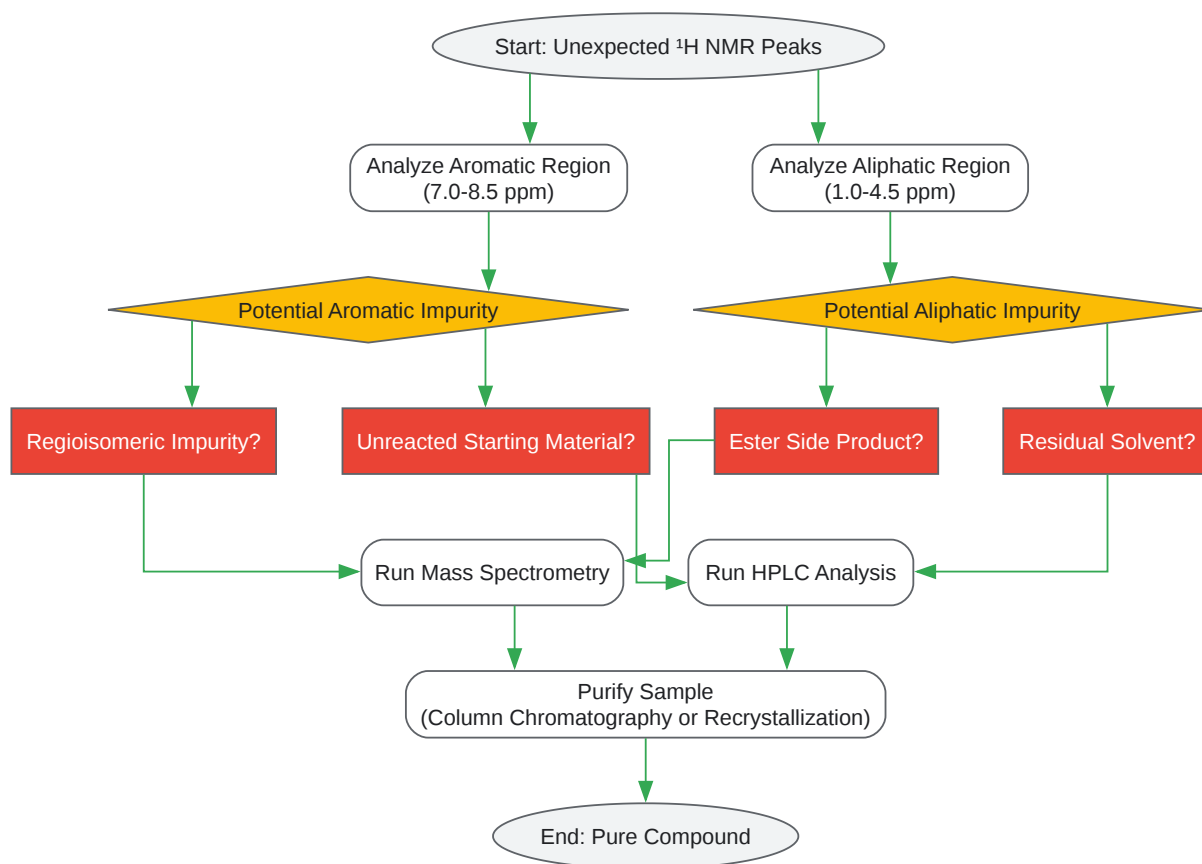 Start: Unexpected ¹H NMR Peaks
Analyze Aromatic Region
(7.0-8.5 ppm)
Analyze Aliphatic Region
(1.0-4.5 ppm)
Potential Aromatic Impurity
Potential Aliphatic Impurity
Regioisomeric Impurity?
Unreacted Starting Material?
Ester Side Product?
Residual Solvent?
Run Mass Spectrometry
Run HPLC Analysis
Purify Sample
(Column Chromatography or Recrystallization)
End: Pure Compound